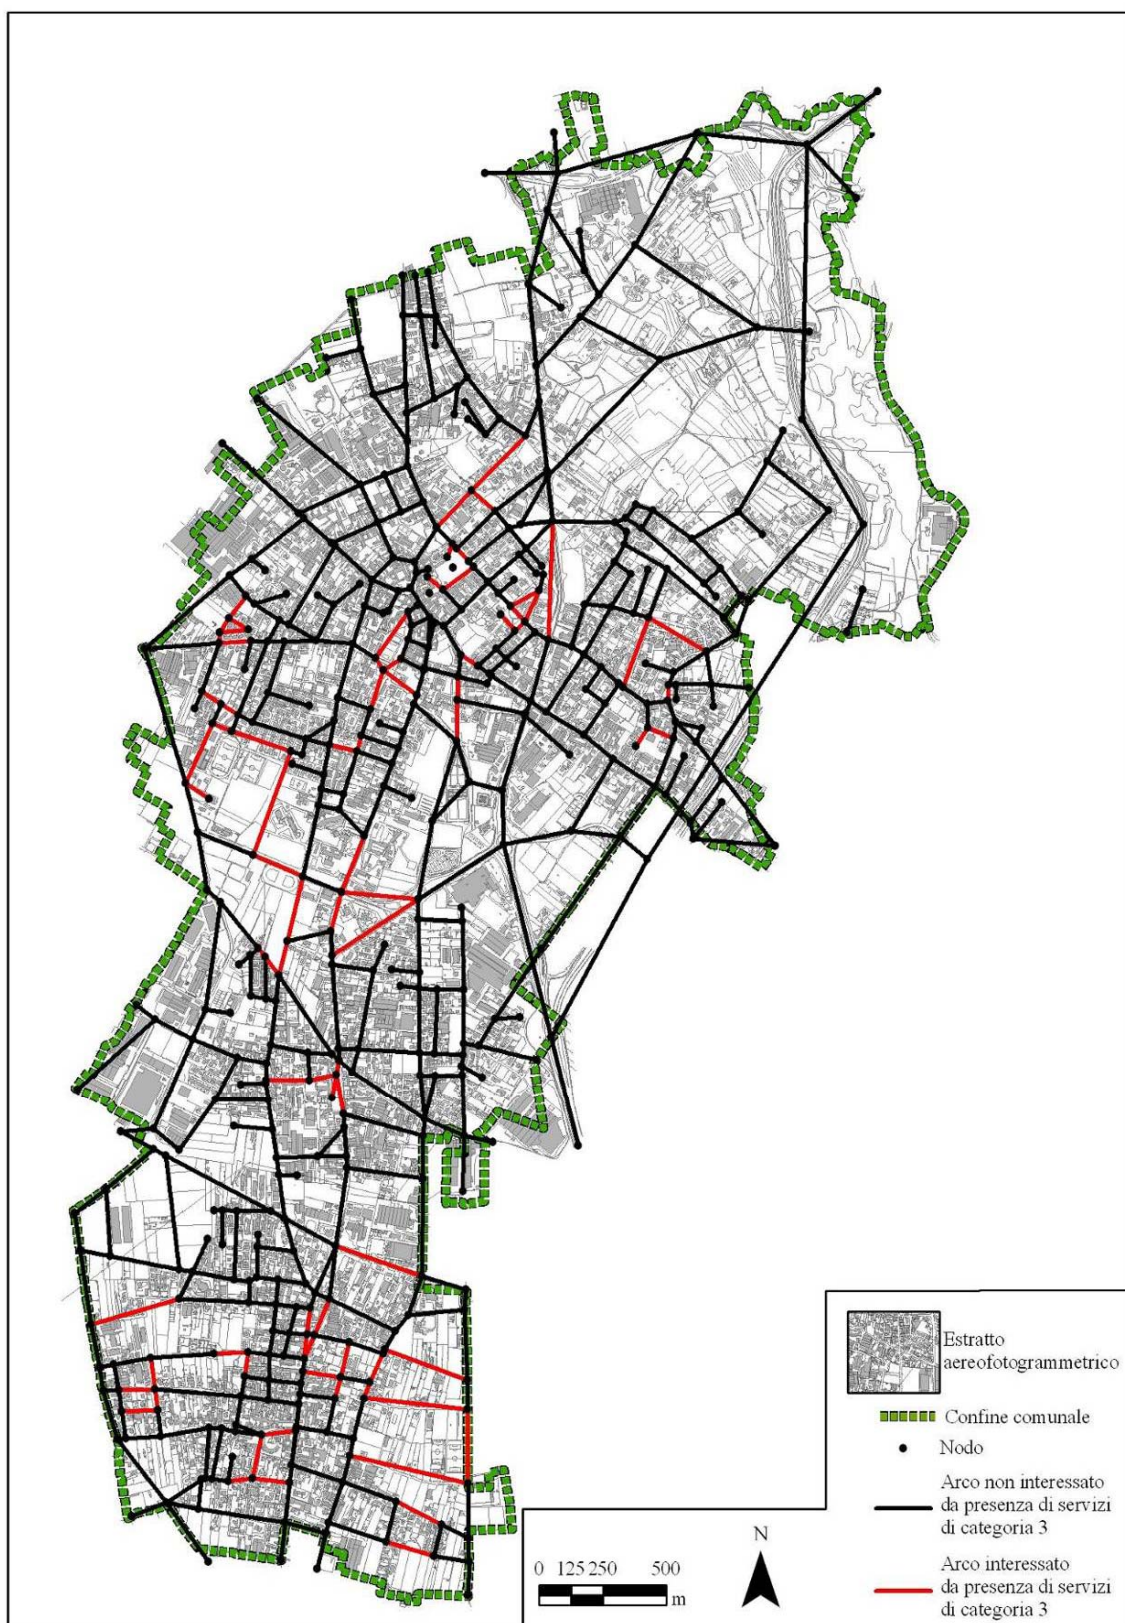 Estratto
aereofotogrammetrico
Confine comunale
Nodo
Arco non interessato
da presenza di servizi
di categoria 3
Arco interessato
da presenza di servizi
di categoria 3
N
0 125 250 500
m